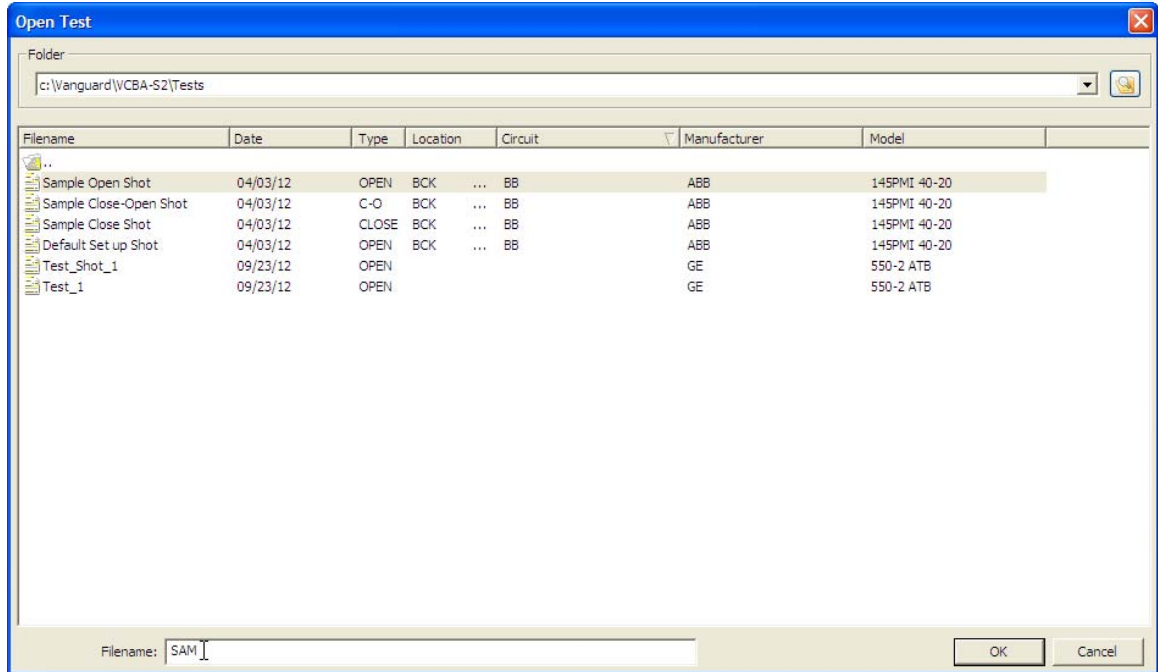 Open Test
Folder
c:\Vanguard\VCBA-S2\Tests
Filename Date Type Location Circuit Manufacturer Model
..
Sample Open Shot 04/03/12 OPEN BCK ... BB ABB 145PMI 40-20
Sample Close-Open Shot 04/03/12 C-O BCK ... BB ABB 145PMI 40-20
Sample Close Shot 04/03/12 CLOSE BCK ... BB ABB 145PMI 40-20
Default Set up Shot 04/03/12 OPEN BCK ... BB ABB 145PMI 40-20
Test_Shot_1 09/23/12 OPEN GE 550-2 ATB
Test_1 09/23/12 OPEN GE 550-2 ATB
Filename: SAM OK Cancel